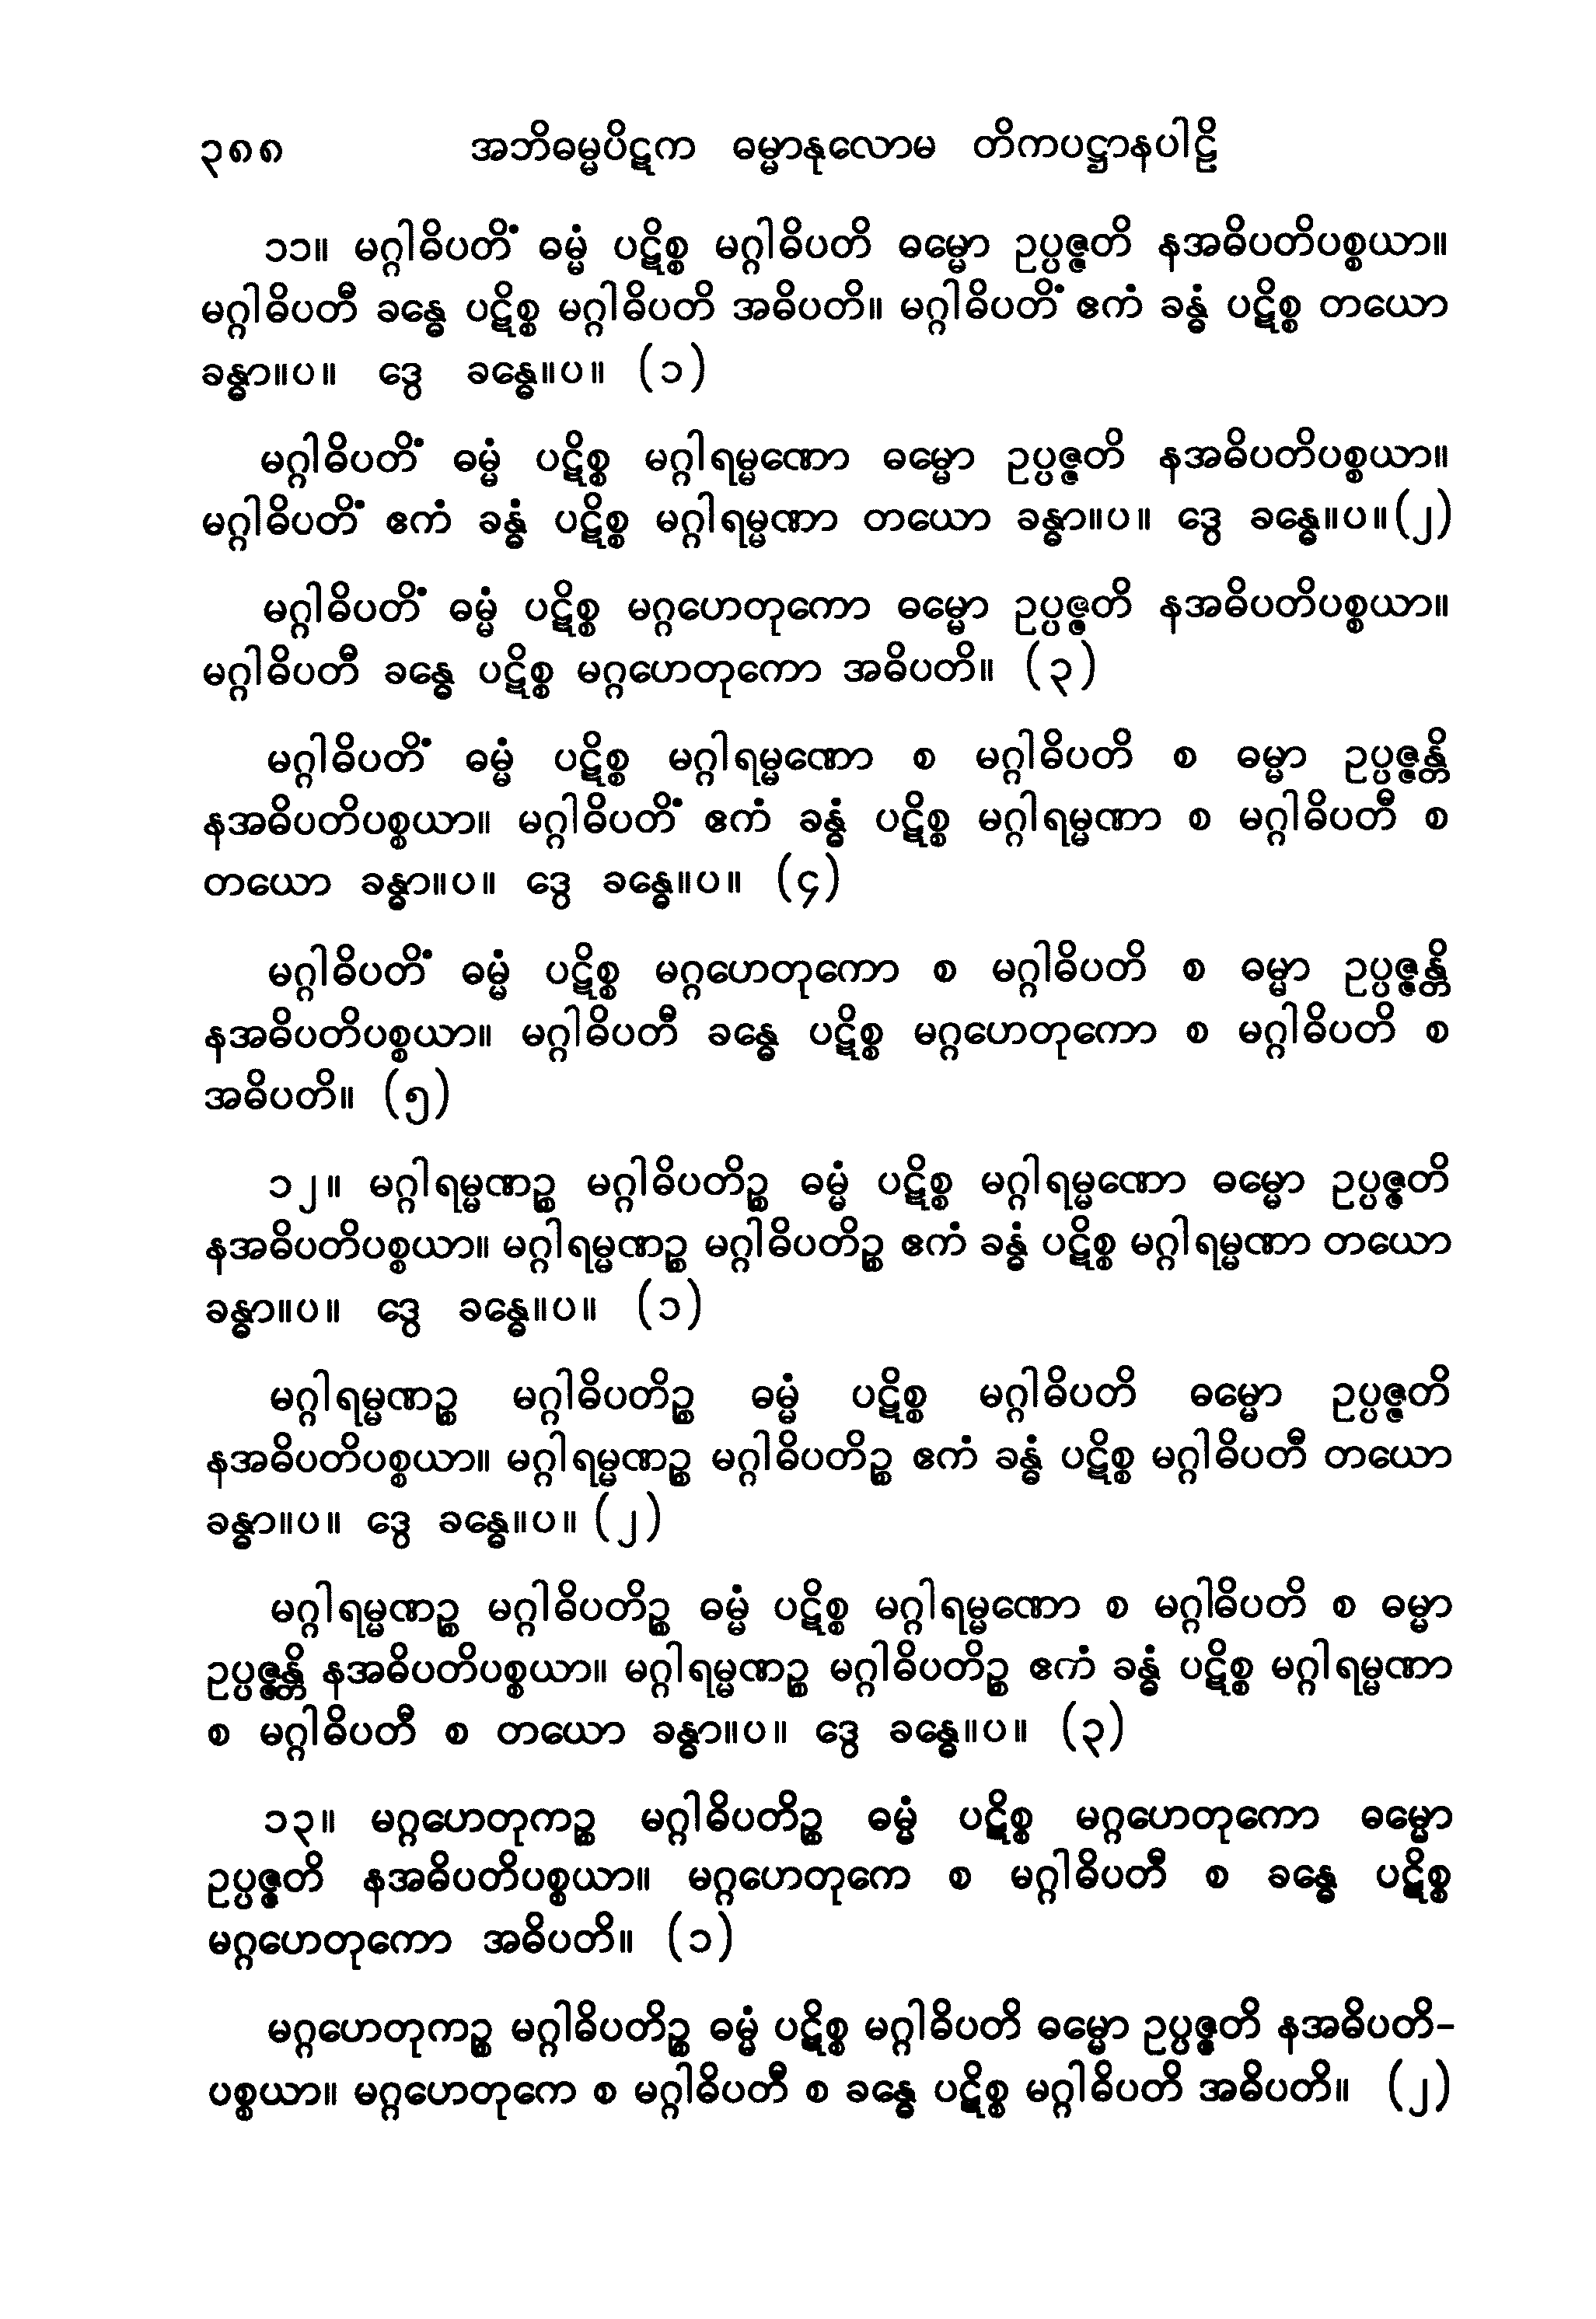 ၃၈၈ အဘိဓမ္မပိဋက ဓမ္မာနုလောမ တိကပဋ္ဌာနပါဠိ
၁၁။ မဂ္ဂါဓိပတိံ ဓမ္မံ ပဋိစ္စ မဂ္ဂါဓိပတိ ဓမ္မော ဥပ္ပဇ္ဇတိ နအဓိပတိပစ္စယာ။
မဂ္ဂါဓိပတီ ခန္ဓေ ပဋိစ္စ မဂ္ဂါဓိပတိ အဓိပတိ။ မဂ္ဂါဓိပတိံ ဧကံ ခန္ဓံ ပဋိစ္စ တယော
ခန္ဓာ။ပ။ ဒွေ ခန္ဓေ။ပ။ (၁)
မဂ္ဂါဓိပတိံ ဓမ္မံ ပဋိစ္စ မဂ္ဂါရမ္မဏော ဓမ္မော ဥပ္ပဇ္ဇတိ နအဓိပတိပစ္စယာ။
မဂ္ဂါဓိပတိံ ဧကံ ခန္ဓံ ပဋိစ္စ မဂ္ဂါရမ္မဏာ တယော ခန္ဓာ။ပ။ ဒွေ ခန္ဓေ။ပ။(၂)
မဂ္ဂါဓိပတိံ ဓမ္မံ ပဋိစ္စ မဂ္ဂဟေတုကော ဓမ္မော ဥပ္ပဇ္ဇတိ နအဓိပတိပစ္စယာ။
မဂ္ဂါဓိပတီ ခန္ဓေ ပဋိစ္စ မဂ္ဂဟေတုကော အဓိပတိ။ (၃)
မဂ္ဂါဓိပတိံ ဓမ္မံ ပဋိစ္စ မဂ္ဂါရမ္မဏော စ မဂ္ဂါဓိပတိ စ ဓမ္မာ ဥပ္ပဇ္ဇန္တိ
နအဓိပတိပစ္စယာ။ မဂ္ဂါဓိပတိံ ဧကံ ခန္ဓံ ပဋိစ္စ မဂ္ဂါရမ္မဏာ စ မဂ္ဂါဓိပတီ စ
တယော ခန္ဓာ။ပ။ ဒွေ ခန္ဓေ။ပ။ (၄)
မဂ္ဂါဓိပတိံ ဓမ္မံ ပဋိစ္စ မဂ္ဂဟေတုကော စ မဂ္ဂါဓိပတိ စ ဓမ္မာ ဥပ္ပဇ္ဇန္တိ
နအဓိပတိပစ္စယာ။ မဂ္ဂါဓိပတီ ခန္ဓေ ပဋိစ္စ မဂ္ဂဟေတုကော စ မဂ္ဂါဓိပတိ စ
အဓိပတိ။ (၅)
၁၂။ မဂ္ဂါရမ္မဏဉ္စ မဂ္ဂါဓိပတိဉ္စ ဓမ္မံ ပဋိစ္စ မဂ္ဂါရမ္မဏော ဓမ္မော ဥပ္ပဇ္ဇတိ
နအဓိပတိပစ္စယာ။ မဂ္ဂါရမ္မဏဉ္စ မဂ္ဂါဓိပတိဉ္စ ဧကံ ခန္ဓံ ပဋိစ္စ မဂ္ဂါရမ္မဏာ တယော
ခန္ဓာ။ပ။ ဒွေ ခန္ဓေ။ပ။ (၁)
မဂ္ဂါရမ္မဏဉ္စ မဂ္ဂါဓိပတိဉ္စ ဓမ္မံ ပဋိစ္စ မဂ္ဂါဓိပတိ ဓမ္မော ဥပ္ပဇ္ဇတိ
နအဓိပတိပစ္စယာ။ မဂ္ဂါရမ္မဏဉ္စ မဂ္ဂါဓိပတိဉ္စ ဧကံ ခန္ဓံ ပဋိစ္စ မဂ္ဂါဓိပတီ တယော
ခန္ဓာ။ပ။ ဒွေ ခန္ဓေ။ပ။ (၂)
မဂ္ဂါရမ္မဏဉ္စ မဂ္ဂါဓိပတိဉ္စ ဓမ္မံ ပဋိစ္စ မဂ္ဂါရမ္မဏော စ မဂ္ဂါဓိပတိ စ ဓမ္မာ
ဥပ္ပဇ္ဇန္တိ နအဓိပတိပစ္စယာ။ မဂ္ဂါရမ္မဏဉ္စ မဂ္ဂါဓိပတိဉ္စ ဧကံ ခန္ဓံ ပဋိစ္စ မဂ္ဂါရမ္မဏာ
စ မဂ္ဂါဓိပတီ စ တယော ခန္ဓာ။ပ။ ဒွေ ခန္ဓေ။ပ။ (၃)
၁၃။ မဂ္ဂဟေတုကဉ္စ မဂ္ဂါဓိပတိဉ္စ ဓမ္မံ ပဋိစ္စ မဂ္ဂဟေတုကော ဓမ္မော
ဥပ္ပဇ္ဇတိ နအဓိပတိပစ္စယာ။ မဂ္ဂဟေတုကေ စ မဂ္ဂါဓိပတီ စ ခန္ဓေ ပဋိစ္စ
မဂ္ဂဟေတုကော အဓိပတိ။ (၁)
မဂ္ဂဟေတုကဉ္စ မဂ္ဂါဓိပတိဉ္စ ဓမ္မံ ပဋိစ္စ မဂ္ဂါဓိပတိ ဓမ္မော ဥပ္ပဇ္ဇတိ နအဓိပတိ-
ပစ္စယာ။ မဂ္ဂဟေတုကေ စ မဂ္ဂါဓိပတီ စ ခန္ဓေ ပဋိစ္စ မဂ္ဂါဓိပတိ အဓိပတိ။ (၂)